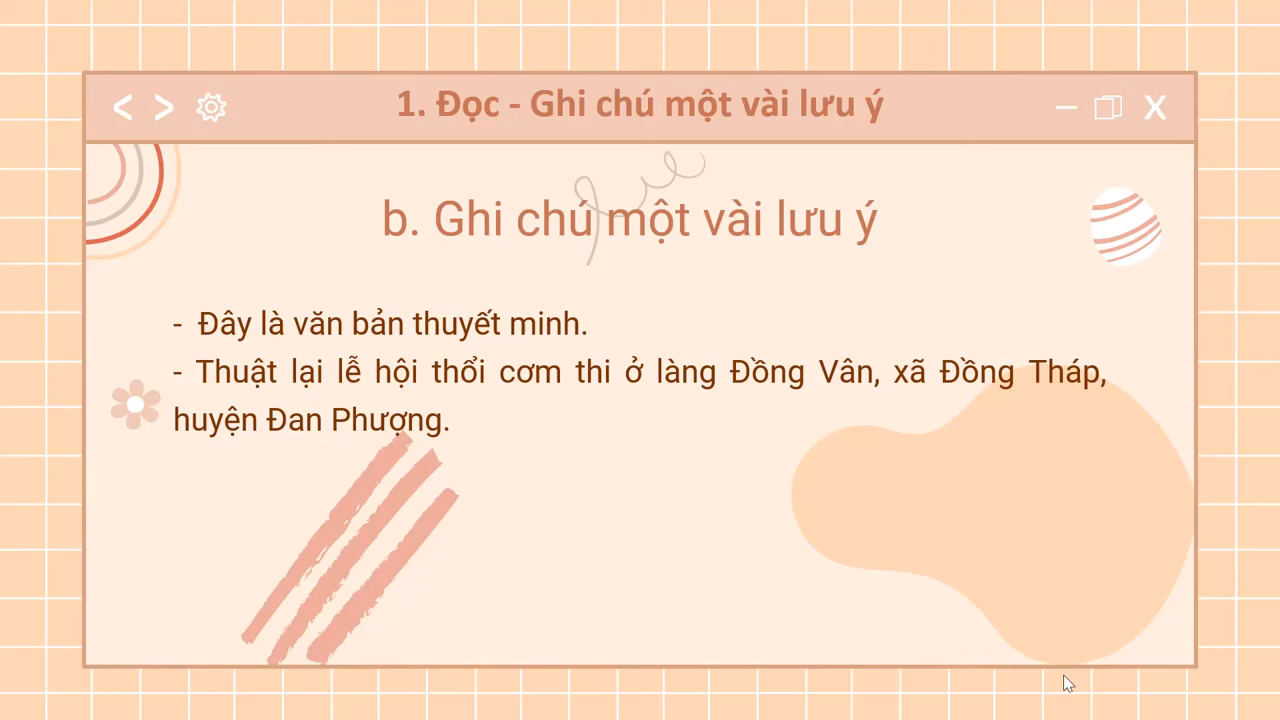 1. Đọc - Ghi chú một vài lưu ý
b. Ghi chú một vài lưu ý
- Đây là văn bản thuyết minh.
- Thuật lại lễ hội thổi cơm thi ở làng Đồng Vân, xã Đồng Tháp,
huyện Đan Phượng.